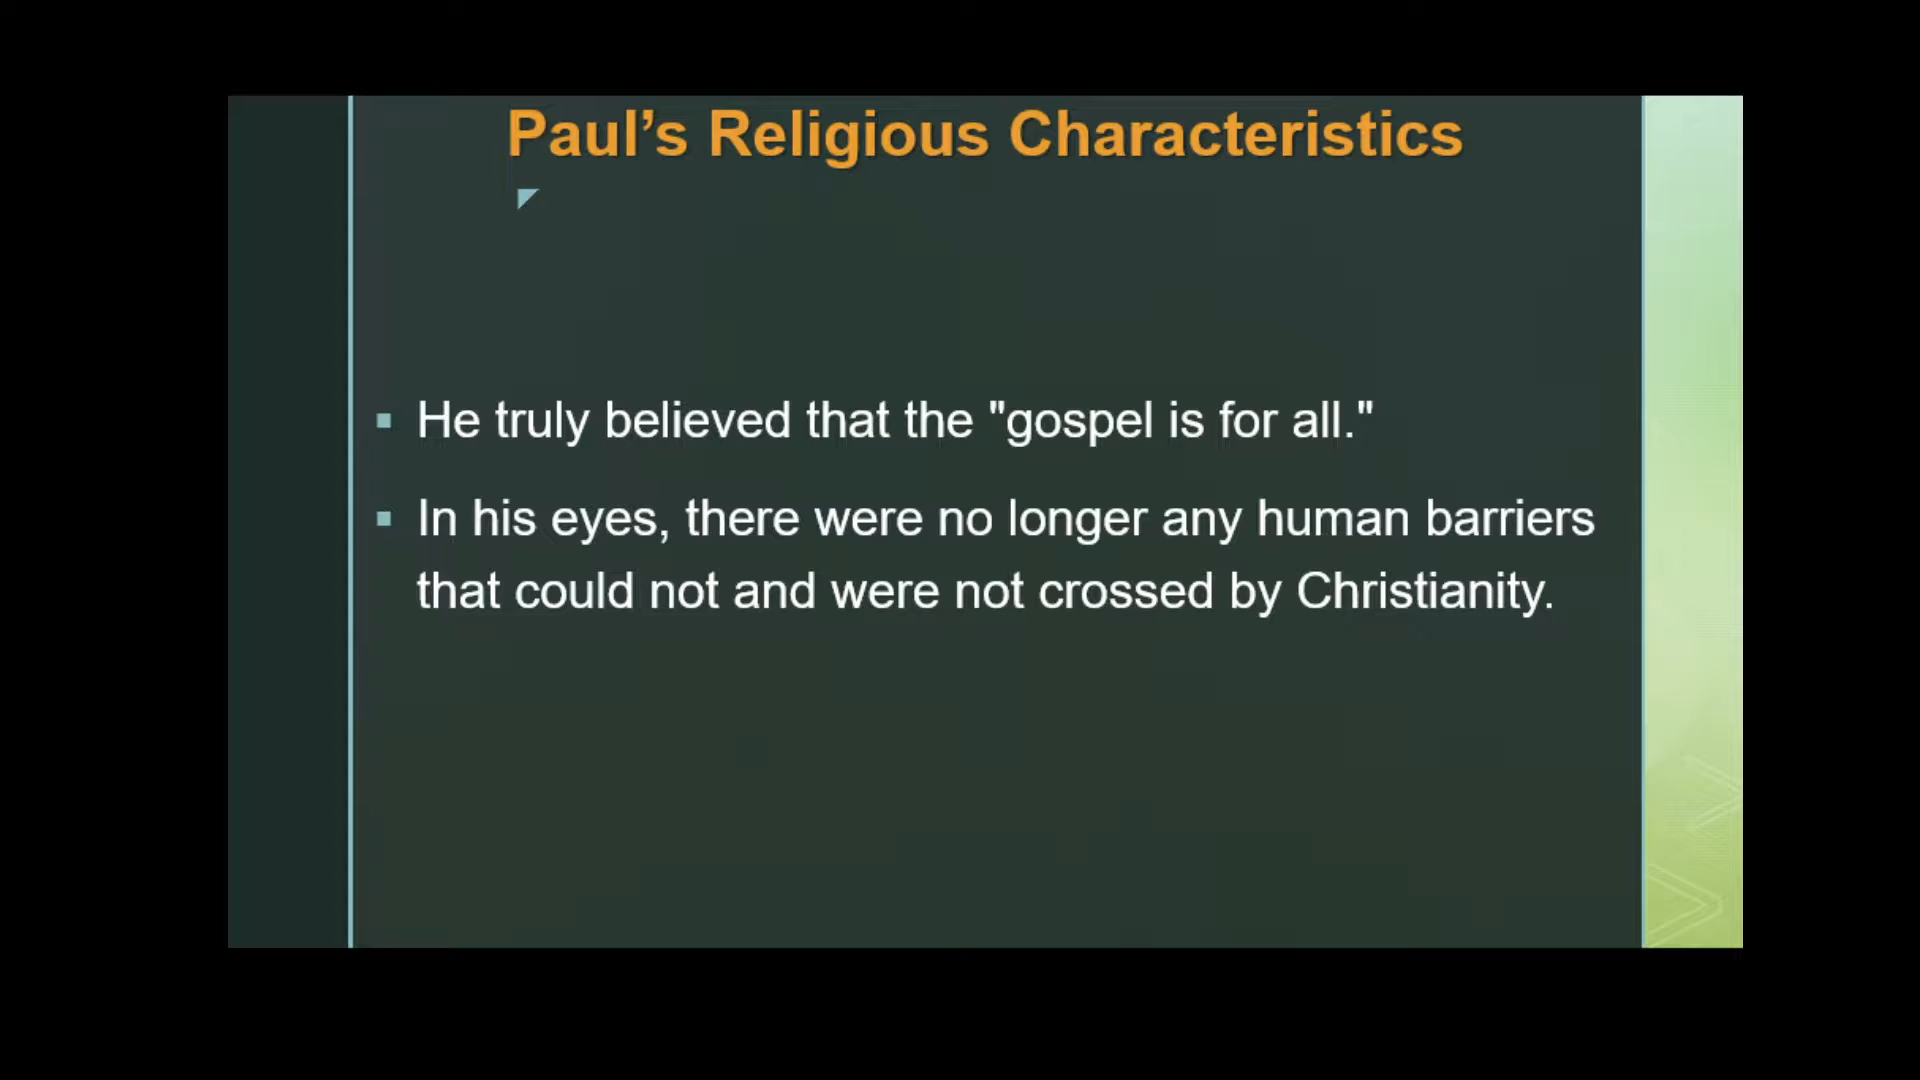 Paul’s Religious Characteristics
He truly believed that the "gospel is for all."
In his eyes, there were no longer any human barriers
that could not and were not crossed by Christianity.